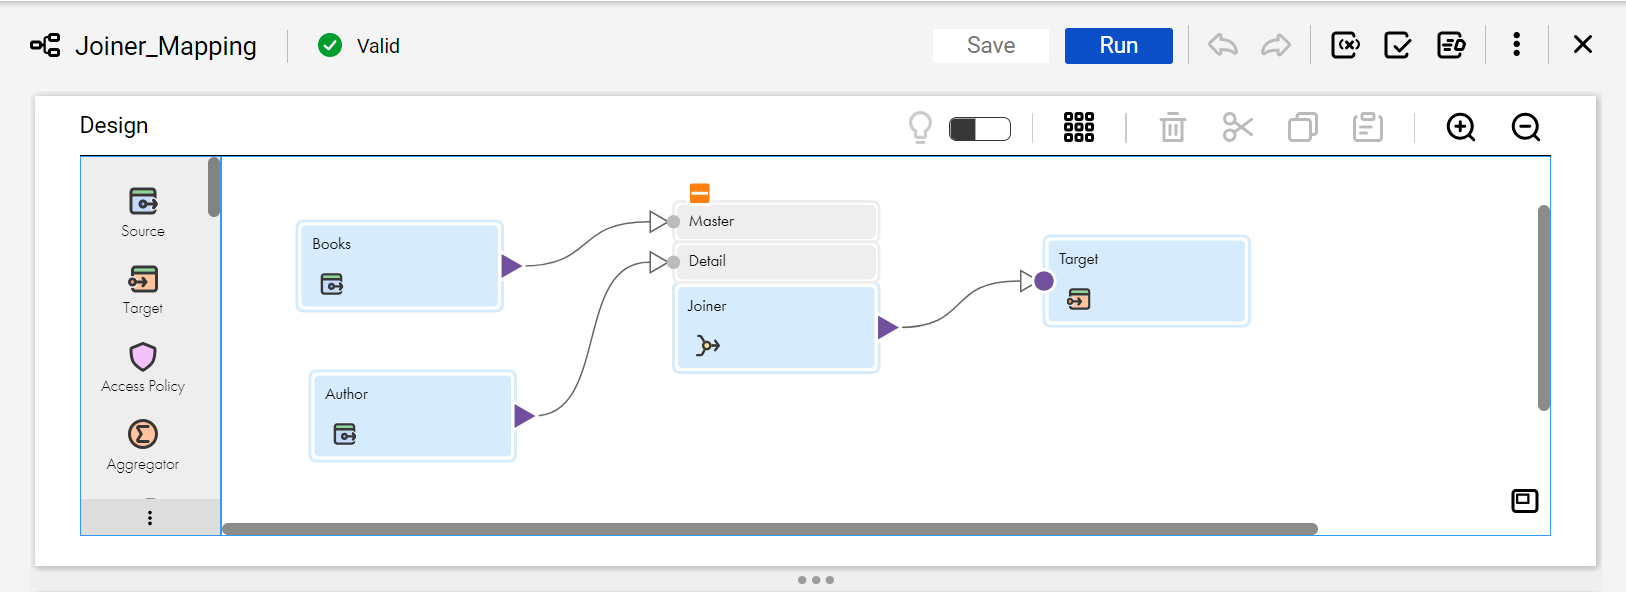 Joiner_Mapping
Valid
Save
Run
Design
Source
Target
Access Policy
Aggregator
Books
Author
Master
Detail
Joiner
Target